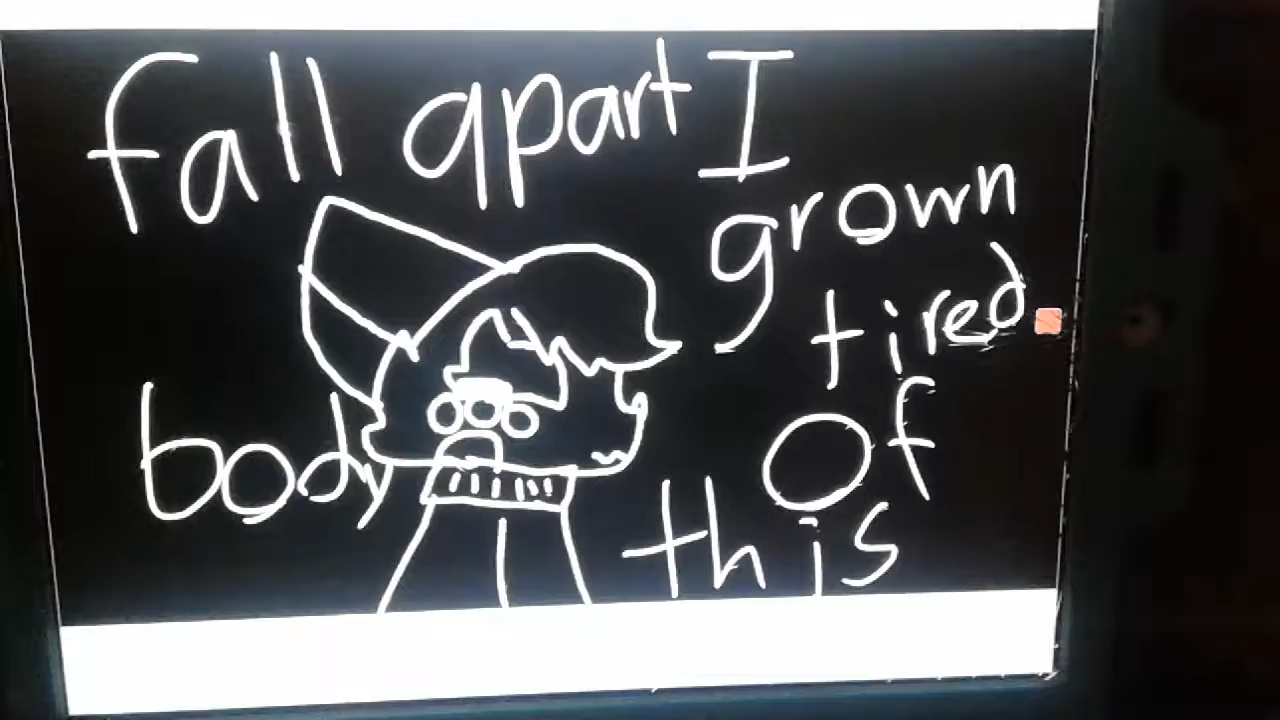 fall apart I
grown
tired
Of
this
body